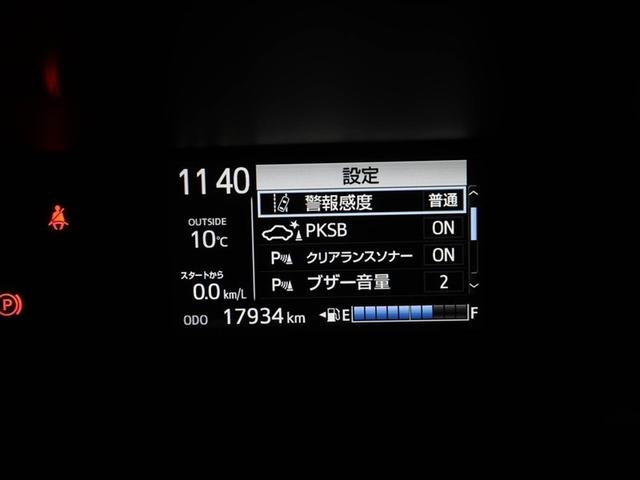 11 40
設定
警報感度 普通
OUTSIDE
10℃
PKSB ON
P クリアランスソナー ON
スタートから
0.0 km/L
P ブザー音量 2
ODO 17934 km
E F
P